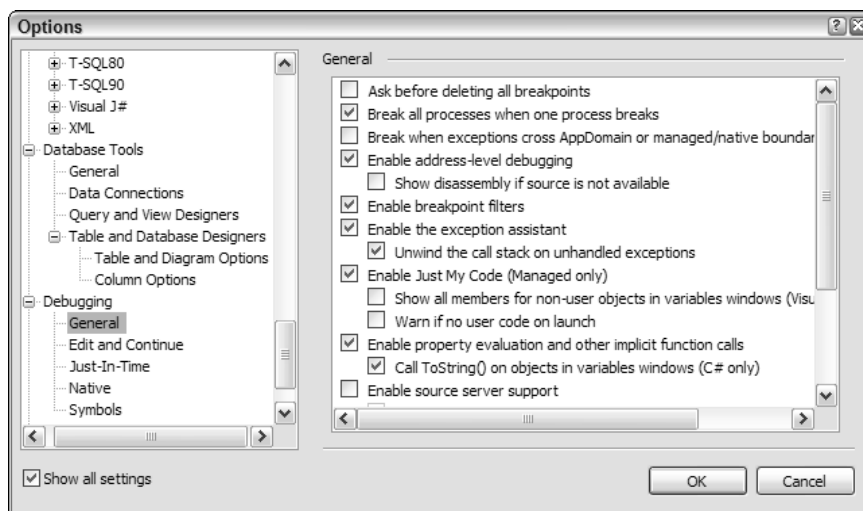 Options
T-SQL80
T-SQL90
Visual J#
XML
Database Tools
General
Data Connections
Query and View Designers
Table and Database Designers
Table and Diagram Options
Column Options
Debugging
General
Edit and Continue
Just-In-Time
Native
Symbols
Show all settings
General
Ask before deleting all breakpoints
Break all processes when one process breaks
Break when exceptions cross AppDomain or managed/native boundar
Enable address-level debugging
Show disassembly if source is not available
Enable breakpoint filters
Enable the exception assistant
Unwind the call stack on unhandled exceptions
Enable Just My Code (Managed only)
Show all members for non-user objects in variables windows (Visu
Warn if no user code on launch
Enable property evaluation and other implicit function calls
Call ToString() on objects in variables windows (C# only)
Enable source server support
OK
Cancel